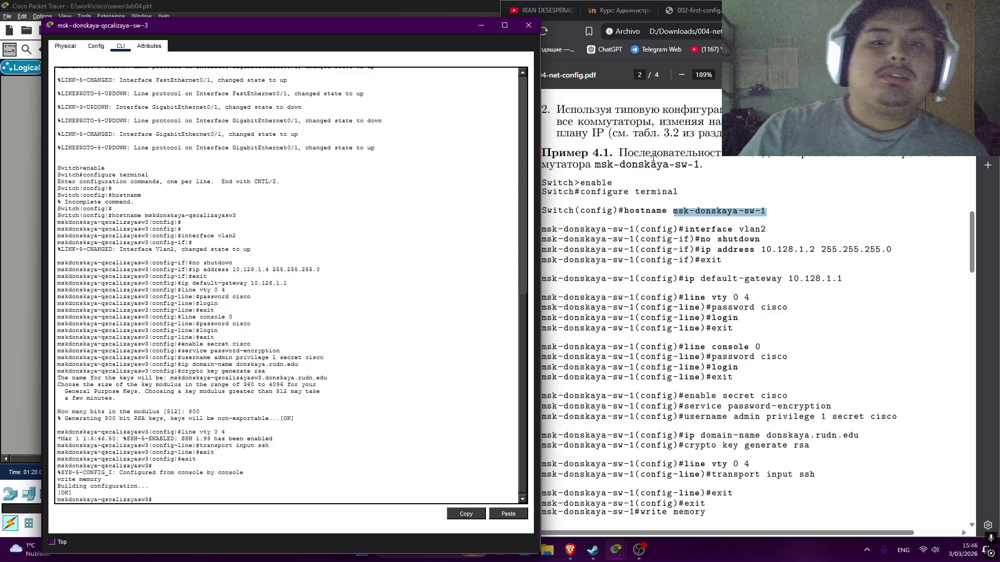 Cisco Packet Tracer - E:\work\cisco\saves\lab04.pkt
File Edit Options View Tools Extensions Window Help
Logical
Time: 01:28:0
msk-donskaya-qscalizaya-sw-3
Physical Config CLI Attributes
%LINK-5-CHANGED: Interface FastEthernet0/1, changed state to up
%LINEPROTO-5-UPDOWN: Line protocol on Interface FastEthernet0/1, changed state to up
%LINK-3-UPDOWN: Interface GigabitEthernet0/1, changed state to down
%LINEPROTO-5-UPDOWN: Line protocol on Interface GigabitEthernet0/1, changed state to down
%LINK-5-CHANGED: Interface GigabitEthernet0/1, changed state to up
%LINEPROTO-5-UPDOWN: Line protocol on Interface GigabitEthernet0/1, changed state to up
Switch>enable
Switch#configure terminal
Enter configuration commands, one per line. End with CNTL/Z.
Switch(config)#
Switch(config)#hostname
% Incomplete command.
Switch(config)#
Switch(config)#hostname mskdonskaya-qscalizayasw3
mskdonskaya-qscalizayasw3(config)#
mskdonskaya-qscalizayasw3(config)#
mskdonskaya-qscalizayasw3(config)#interface vlan2
mskdonskaya-qscalizayasw3(config-if)#
%LINK-5-CHANGED: Interface Vlan2, changed state to up
mskdonskaya-qscalizayasw3(config-if)#no shutdown
mskdonskaya-qscalizayasw3(config-if)#ip address 10.128.1.4 255.255.255.0
mskdonskaya-qscalizayasw3(config-if)#exit
mskdonskaya-qscalizayasw3(config)#ip default-gateway 10.128.1.1
mskdonskaya-qscalizayasw3(config)#line vty 0 4
mskdonskaya-qscalizayasw3(config-line)#password cisco
mskdonskaya-qscalizayasw3(config-line)#login
mskdonskaya-qscalizayasw3(config-line)#exit
mskdonskaya-qscalizayasw3(config)#line console 0
mskdonskaya-qscalizayasw3(config-line)#password cisco
mskdonskaya-qscalizayasw3(config-line)#login
mskdonskaya-qscalizayasw3(config-line)#exit
mskdonskaya-qscalizayasw3(config)#enable secret cisco
mskdonskaya-qscalizayasw3(config)#service password-encryption
mskdonskaya-qscalizayasw3(config)#username admin privilege 1 secret cisco
mskdonskaya-qscalizayasw3(config)#ip domain-name donskaya.rudn.edu
mskdonskaya-qscalizayasw3(config)#crypto key generate rsa
The name for the keys will be: mskdonskaya-qscalizayasw3.donskaya.rudn.edu
Choose the size of the key modulus in the range of 360 to 4096 for your
General Purpose Keys. Choosing a key modulus greater than 512 may take
a few minutes.
How many bits in the modulus [512]: 800
% Generating 800 bit RSA keys, keys will be non-exportable...[OK]
mskdonskaya-qscalizayasw3(config)#line vty 0 4
*Mar 1 1:3:46.50: %SSH-5-ENABLED: SSH 1.99 has been enabled
mskdonskaya-qscalizayasw3(config-line)#transport input ssh
mskdonskaya-qscalizayasw3(config-line)#exit
mskdonskaya-qscalizayasw3(config)#exit
mskdonskaya-qscalizayasw3#
%SYS-5-CONFIG_I: Configured from console by console
write memory
Building configuration...
[OK]
mskdonskaya-qscalizayasw3#
Copy Paste
Top
IRAN DESESPERAD Курс: Администри 002-first-config.
Archivo D:/Downloads/004-net
одящие —... ChatGPT Telegram Web (1167) Y
4-net-config.pdf 2 / 4 189%
2. Используя типовую конфигурац
все коммутаторы, изменяя на
плану IP (см. табл. 3.2 из разд
Пример 4.1. Последовательност
мутатора msk-donskaya-sw-1.
Switch>enable
Switch#configure terminal
Switch(config)#hostname msk-donskaya-sw-1
msk-donskaya-sw-1(config)#interface vlan2
msk-donskaya-sw-1(config-if)#no shutdown
msk-donskaya-sw-1(config-if)#ip address 10.128.1.2 255.255.255.0
msk-donskaya-sw-1(config-if)#exit
msk-donskaya-sw-1(config)#ip default-gateway 10.128.1.1
msk-donskaya-sw-1(config)#line vty 0 4
msk-donskaya-sw-1(config-line)#password cisco
msk-donskaya-sw-1(config-line)#login
msk-donskaya-sw-1(config-line)#exit
msk-donskaya-sw-1(config)#line console 0
msk-donskaya-sw-1(config-line)#password cisco
msk-donskaya-sw-1(config-line)#login
msk-donskaya-sw-1(config-line)#exit
msk-donskaya-sw-1(config)#enable secret cisco
msk-donskaya-sw-1(config)#service password-encryption
msk-donskaya-sw-1(config)#username admin privilege 1 secret cisco
msk-donskaya-sw-1(config)#ip domain-name donskaya.rudn.edu
msk-donskaya-sw-1(config)#crypto key generate rsa
msk-donskaya-sw-1(config)#line vty 0 4
msk-donskaya-sw-1(config-line)#transport input ssh
msk-donskaya-sw-1(config-line)#exit
msk-donskaya-sw-1(config)#exit
msk-donskaya-sw-1#write memory
1°C
Nublado
ENG
15:46
3/03/2026